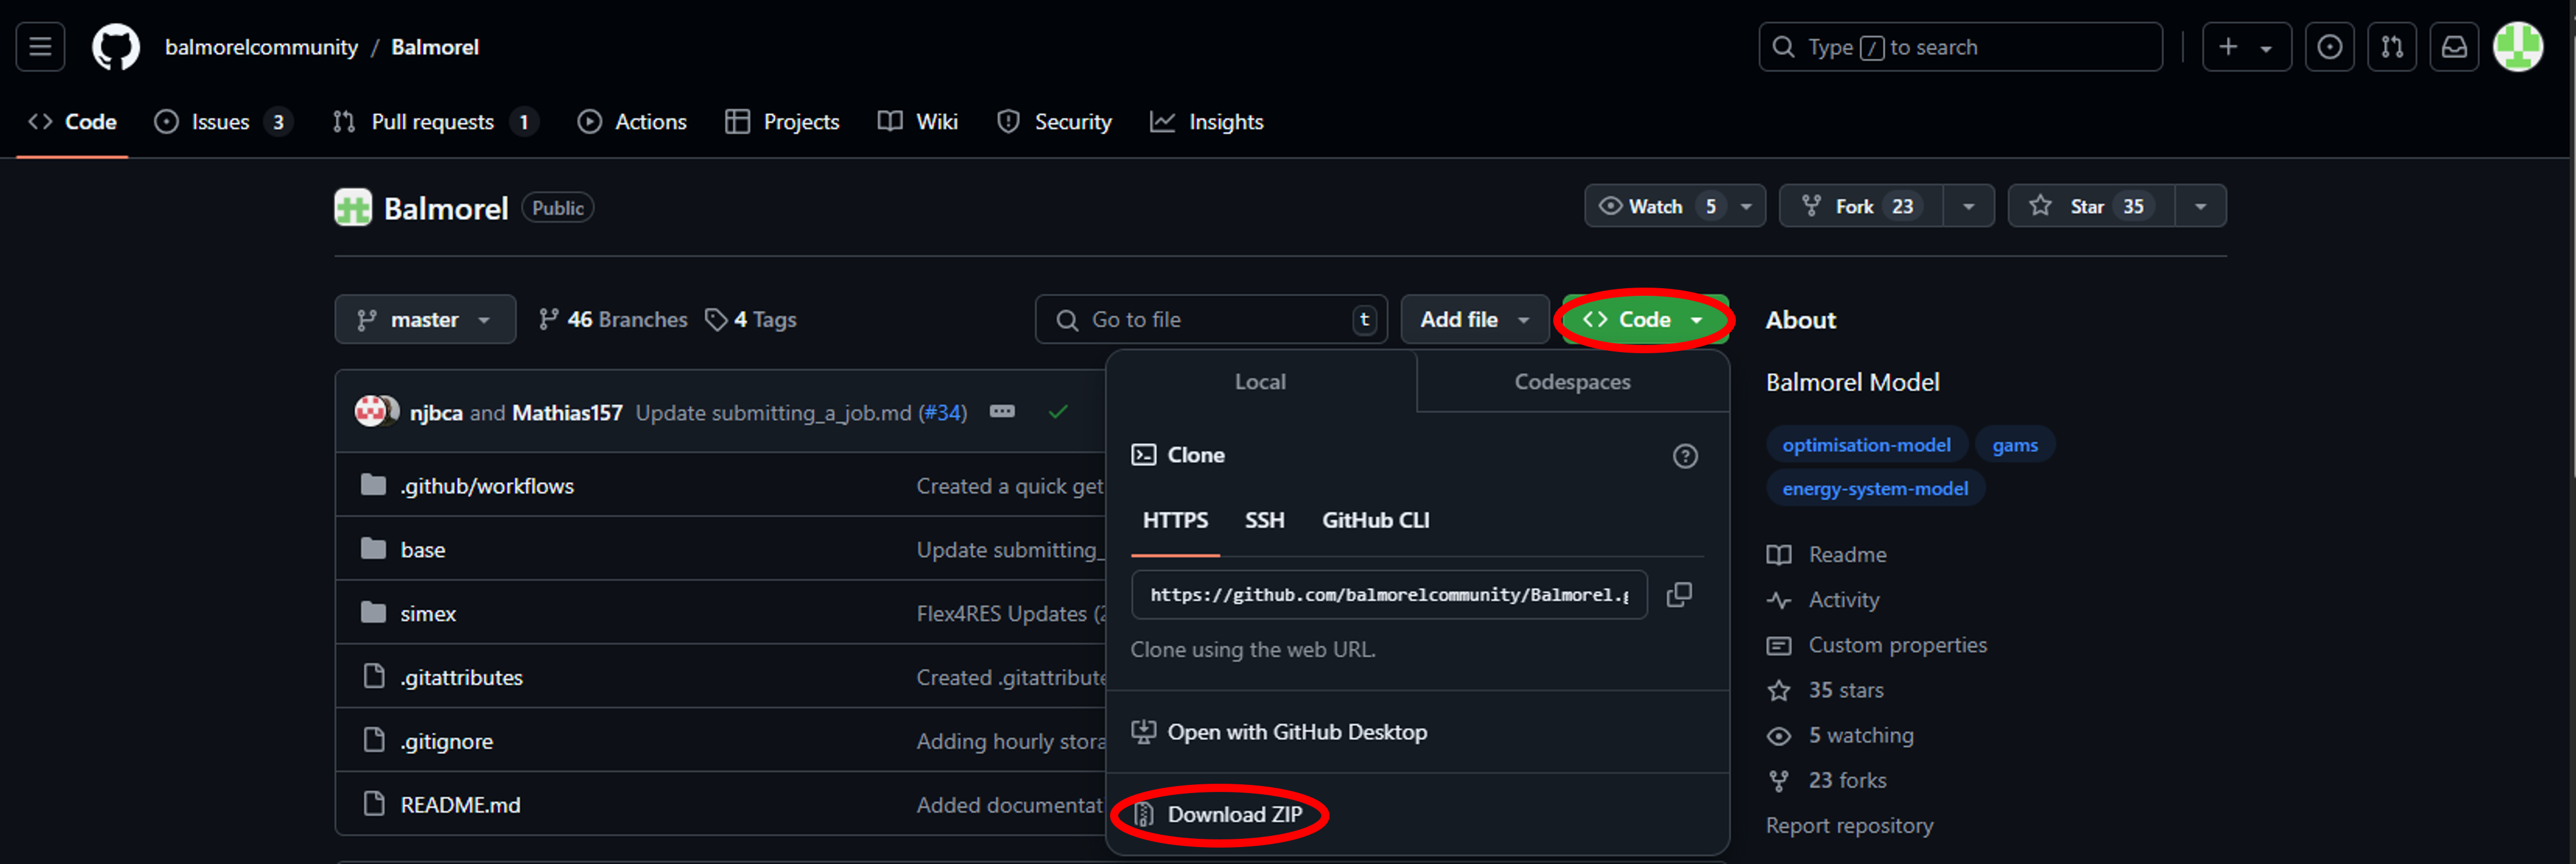 balmorelcommunity / Balmorel
Type / to search
Code
Issues 3
Pull requests 1
Actions
Projects
Wiki
Security
Insights
Balmorel Public
Watch 5
Fork 23
Star 35
master
46 Branches
4 Tags
Go to file t
Add file
Code
njbca and Mathias157 Update submitting_a_job.md (#34)
.github/workflows Created a quick get
base Update submitting_
simex Flex4RES Updates (2
.gitattributes Created .gitattribute
.gitignore Adding hourly stora
README.md Added documentati
Local
Codespaces
Clone
HTTPS SSH GitHub CLI
https://github.com/balmorelcommunity/Balmorel.g
Clone using the web URL.
Open with GitHub Desktop
Download ZIP
About
Balmorel Model
optimisation-model gams
energy-system-model
Readme
Activity
Custom properties
35 stars
5 watching
23 forks
Report repository